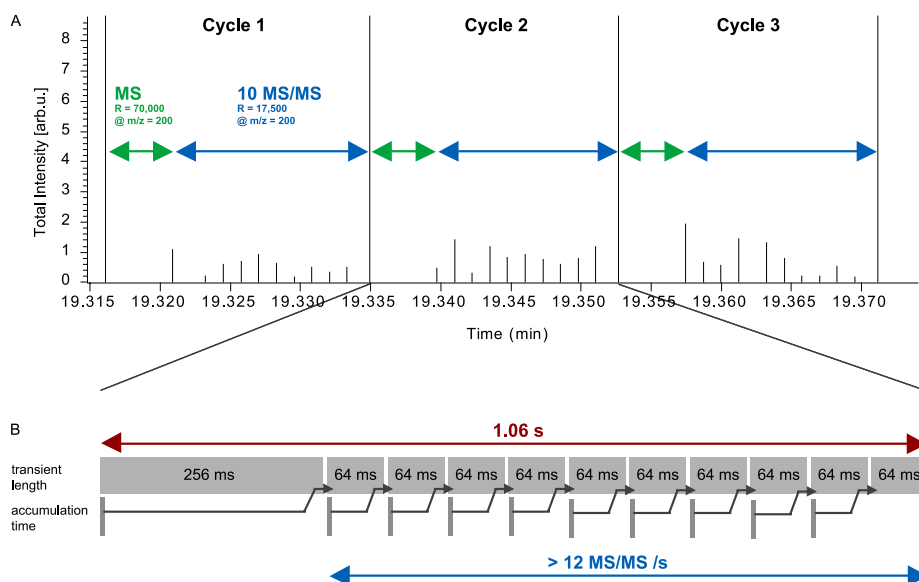 A
Cycle 1 Cycle 2 Cycle 3
8
7
6
5
4
3
2
1
0
Total Intensity [arb.u.]
MS
R = 70,000
@ m/z = 200
10 MS/MS
R = 17,500
@ m/z = 200
19.315 19.320 19.325 19.330 19.335 19.340 19.345 19.350 19.355 19.360 19.365 19.370
Time (min)
B
1.06 s
transient
length
256 ms 64 ms 64 ms 64 ms 64 ms 64 ms 64 ms 64 ms 64 ms 64 ms 64 ms
accumulation
time
> 12 MS/MS /s